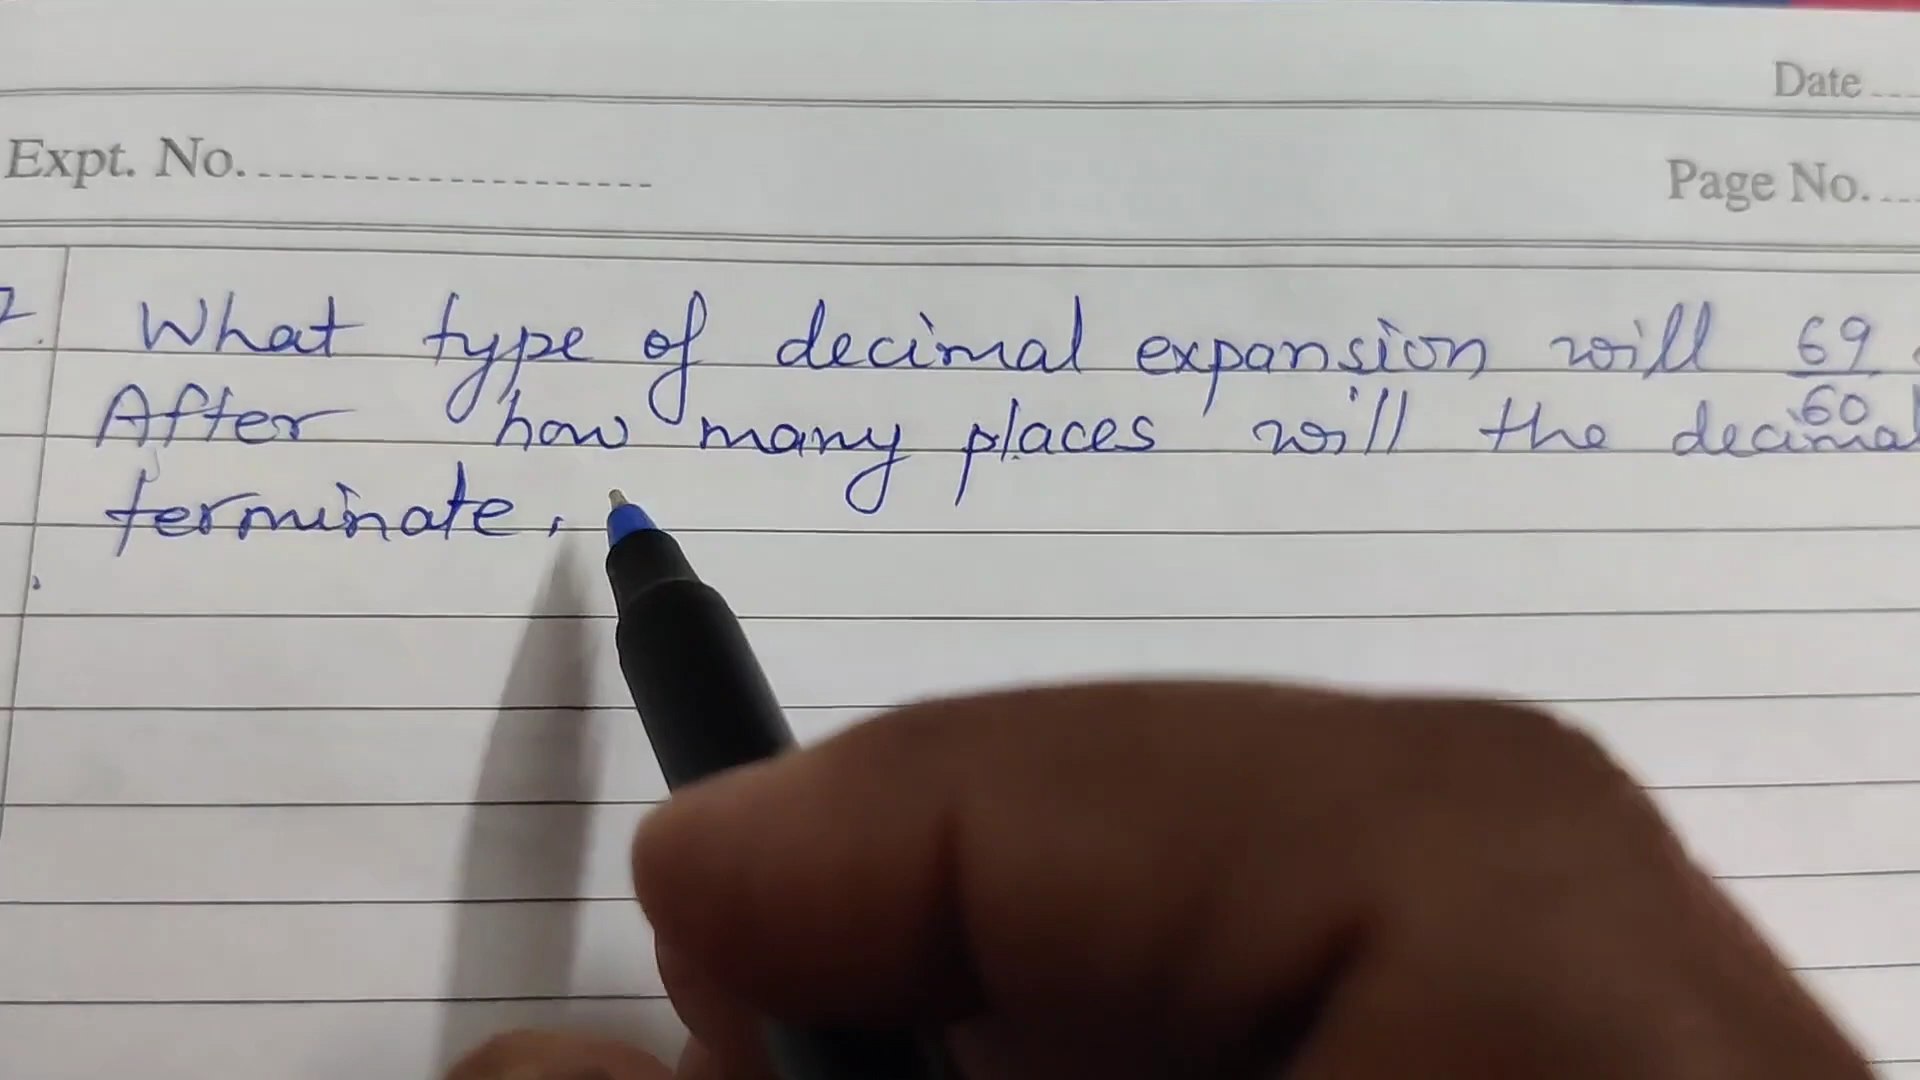 Date
Expt. No.
Page No.
What type of decimal expansion will 69/60
After how many places will the decimal
terminate.